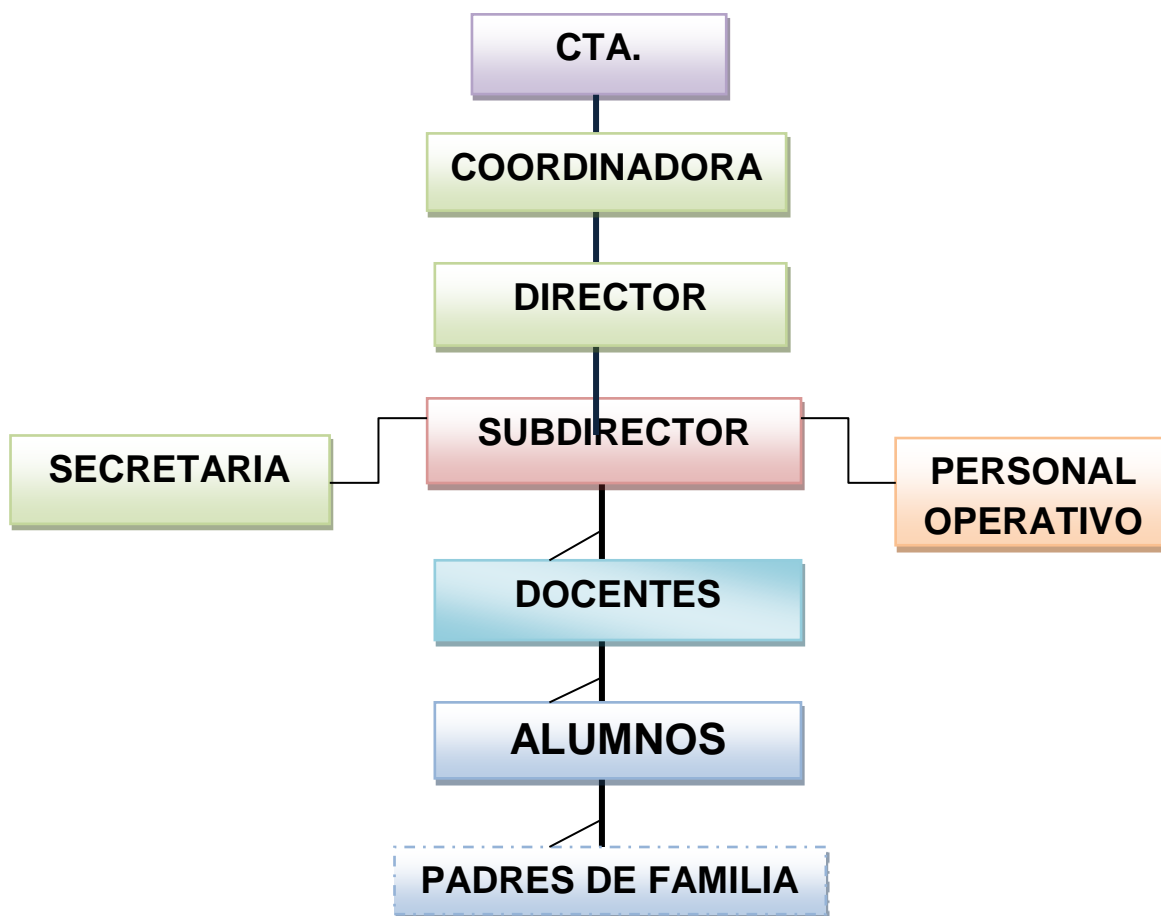 CTA.
COORDINADORA
DIRECTOR
SUBDIRECTOR
SECRETARIA
PERSONAL
OPERATIVO
DOCENTES
ALUMNOS
PADRES DE FAMILIA